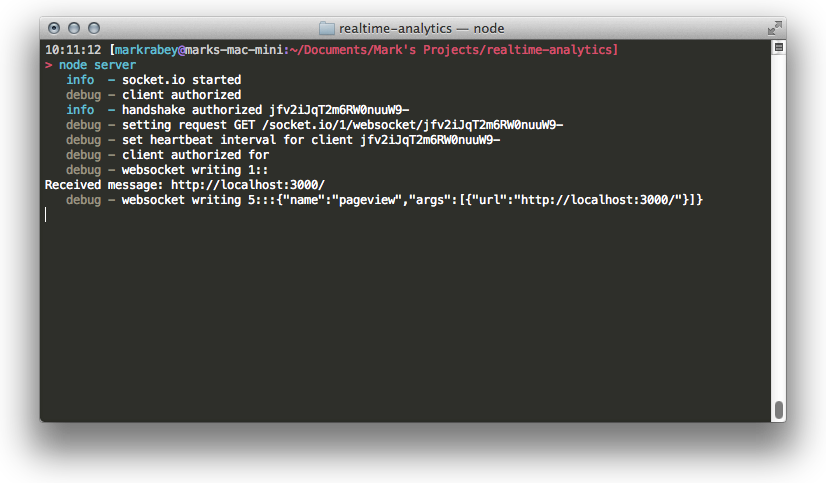 realtime-analytics — node
10:11:12 [markrabey@marks-mac-mini:~/Documents/Mark's Projects/realtime-analytics]
> node server
info - socket.io started
debug - client authorized
info - handshake authorized jfv2iJqT2m6RW0nuuW9-
debug - setting request GET /socket.io/1/websocket/jfv2iJqT2m6RW0nuuW9-
debug - set heartbeat interval for client jfv2iJqT2m6RW0nuuW9-
debug - client authorized for
debug - websocket writing 1::
Received message: http://localhost:3000/
debug - websocket writing 5:::{"name":"pageview","args":[{"url":"http://localhost:3000/"}]}